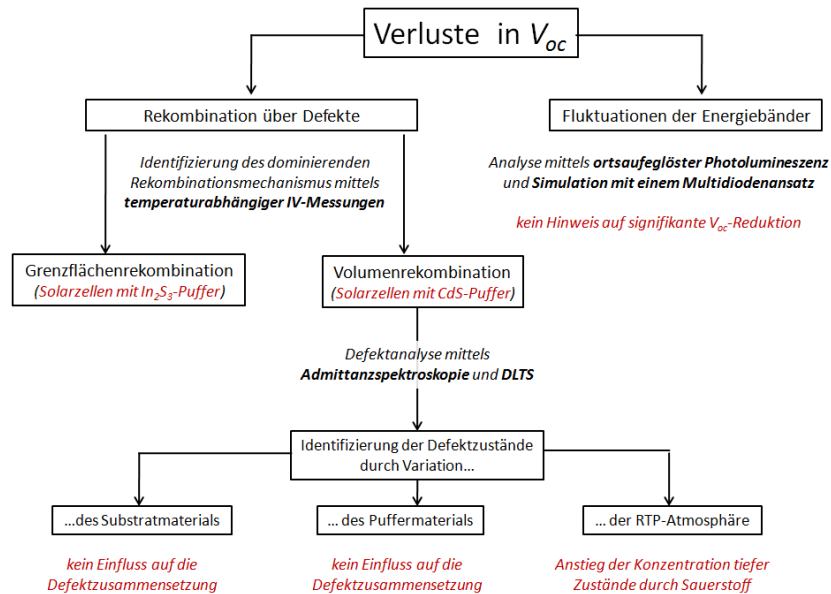 Verluste in Voc
Rekombination über Defekte
Fluktuationen der Energiebänder
Identifizierung des dominierenden
Rekombinationsmechanismus mittels
temperaturabhängiger IV-Messungen
Analyse mittels ortsaufeglöster Photolumineszenz
und Simulation mit einem Multidiodenansatz
kein Hinweis auf signifikante Voc-Reduktion
Grenzflächenrekombination
(Solarzellen mit In2S3-Puffer)
Volumenrekombination
(Solarzellen mit CdS-Puffer)
Defektanalyse mittels
Admittanzspektroskopie und DLTS
Identifizierung der Defektzustände
durch Variation…
…des Substratmaterials
… des Puffermaterials
… der RTP-Atmosphäre
kein Einfluss auf die
Defektzusammensetzung
kein Einfluss auf die
Defektzusammensetzung
Anstieg der Konzentration tiefer
Zustände durch Sauerstoff